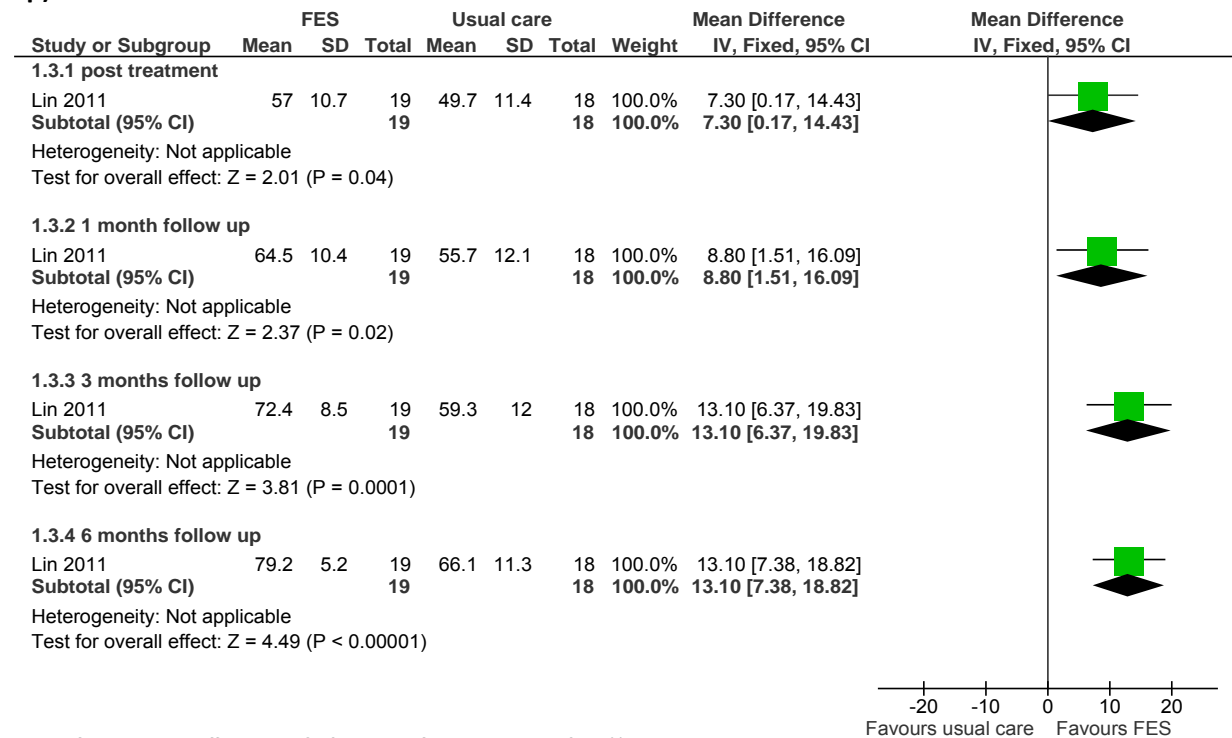 FES Usual care Mean Difference Mean Difference
Study or Subgroup Mean SD Total Mean SD Total Weight IV, Fixed, 95% CI IV, Fixed, 95% CI
1.3.1 post treatment
Lin 2011 57 10.7 19 49.7 11.4 18 100.0% 7.30 [0.17, 14.43]
Subtotal (95% CI) 19 18 100.0% 7.30 [0.17, 14.43]
Heterogeneity: Not applicable
Test for overall effect: Z = 2.01 (P = 0.04)
1.3.2 1 month follow up
Lin 2011 64.5 10.4 19 55.7 12.1 18 100.0% 8.80 [1.51, 16.09]
Subtotal (95% CI) 19 18 100.0% 8.80 [1.51, 16.09]
Heterogeneity: Not applicable
Test for overall effect: Z = 2.37 (P = 0.02)
1.3.3 3 months follow up
Lin 2011 72.4 8.5 19 59.3 12 18 100.0% 13.10 [6.37, 19.83]
Subtotal (95% CI) 19 18 100.0% 13.10 [6.37, 19.83]
Heterogeneity: Not applicable
Test for overall effect: Z = 3.81 (P = 0.0001)
1.3.4 6 months follow up
Lin 2011 79.2 5.2 19 66.1 11.3 18 100.0% 13.10 [7.38, 18.82]
Subtotal (95% CI) 19 18 100.0% 13.10 [7.38, 18.82]
Heterogeneity: Not applicable
Test for overall effect: Z = 4.49 (P < 0.00001)
-20 -10 0 10 20
Favours usual care Favours FES